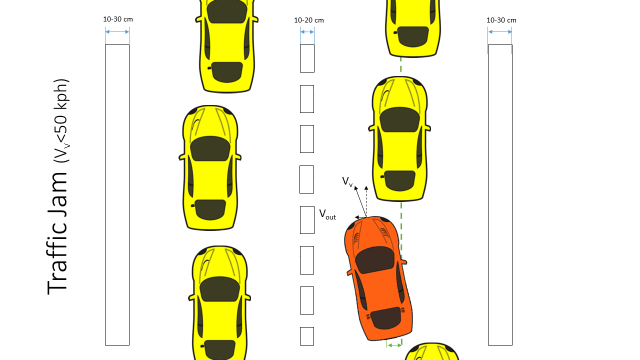 10-30 cm
10-20 cm
10-30 cm
Traffic Jam (Vv<50 kph)
Vv
Vout